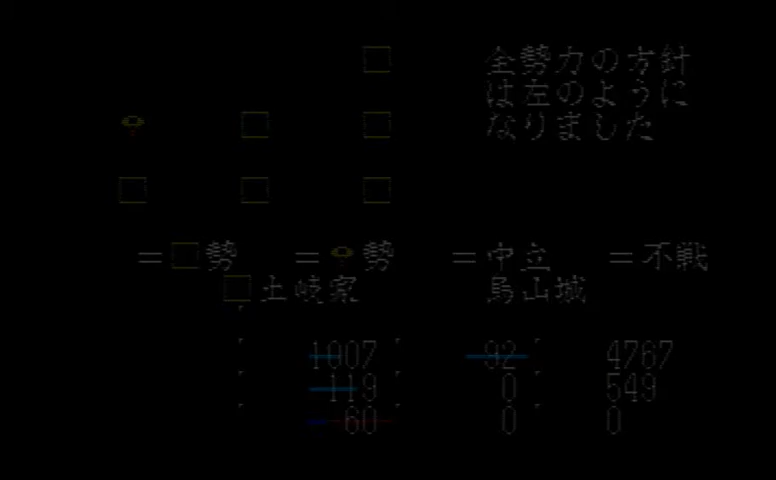 全勢力の方針
は左のように
なりました
=□勢 =勢 =中立 =不戦
□土岐家 烏山城
1007 92 4767
119 0 549
60 0 0